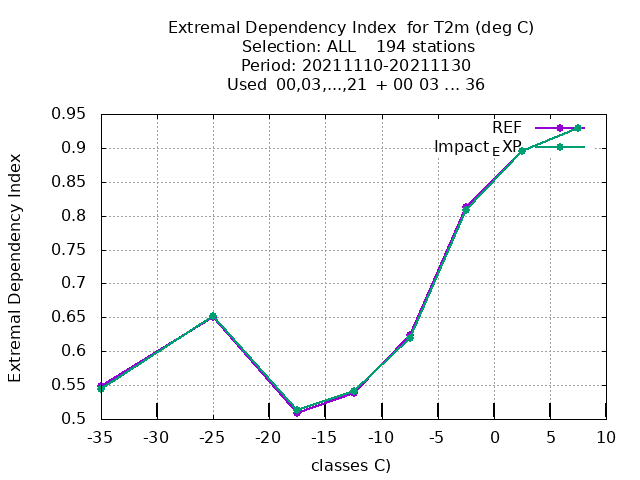 Extremal Dependency Index for T2m (deg C)
Selection: ALL 194 stations
Period: 20211110-20211130
Used 00,03,...,21 + 00 03 ... 36
REF
Impact_EXP
Extremal Dependency Index
0.95
0.9
0.85
0.8
0.75
0.7
0.65
0.6
0.55
0.5
-35 -30 -25 -20 -15 -10 -5 0 5 10
classes C)